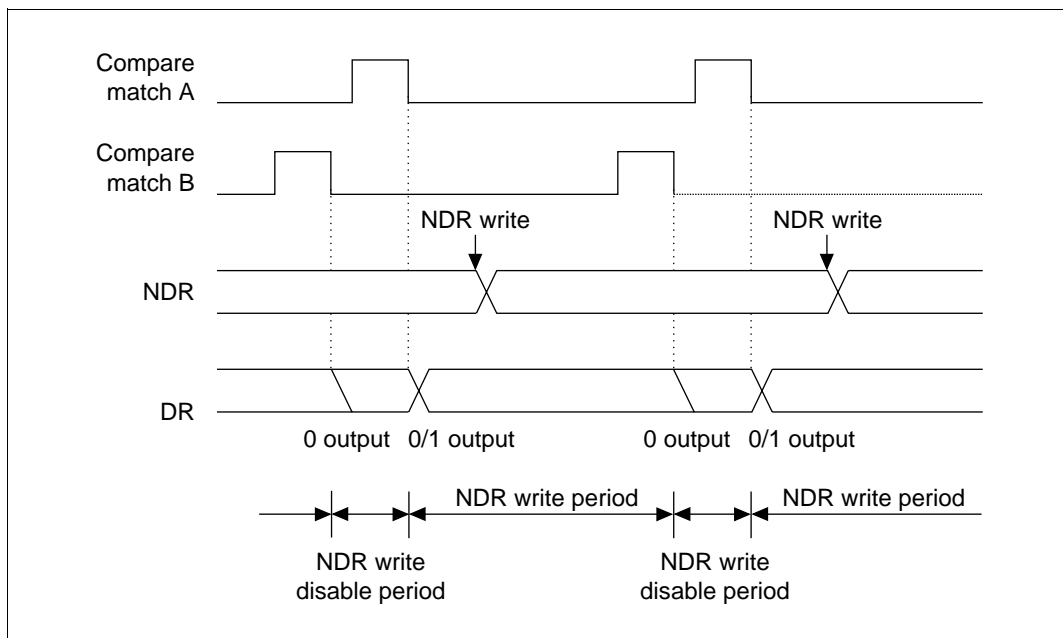 Compare
match A
Compare
match B
NDR write
NDR write
NDR
DR
0 output
0/1 output
0 output
0/1 output
NDR write period
NDR write period
NDR write
disable period
NDR write
disable period